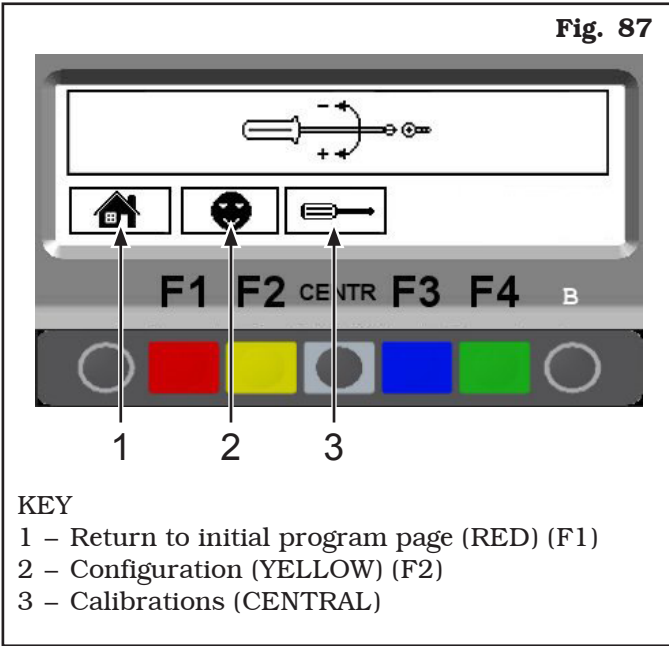 Fig. 87
- 
+
F1 F2 CENTR F3 F4 B
1 2 3
KEY
1 – Return to initial program page (RED) (F1)
2 – Configuration (YELLOW) (F2)
3 – Calibrations (CENTRAL)